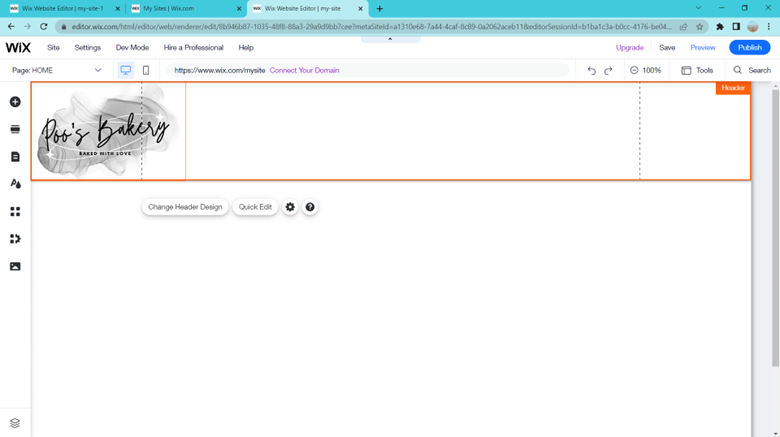 Wix Website Editor | my-site-1
My Sites | Wix.com
Wix Website Editor | my-site
editor.wix.com/html/editor/web/renderer/edit/8b946b87-1035-48f8-88a3-29a9d9bb7cee?metaSiteId=a1310e68-7a44-4caf-8c89-0a2062aceb11&editorSessionId=b1ba1c3a-b0cc-4176-be04...
WiX
Site
Settings
Dev Mode
Hire a Professional
Help
Upgrade
Save
Preview
Publish
Page: HOME
https://www.wix.com/mysite
Connect Your Domain
100%
Tools
Search
Header
Poo's Bakery
BAKED WITH LOVE
Change Header Design
Quick Edit